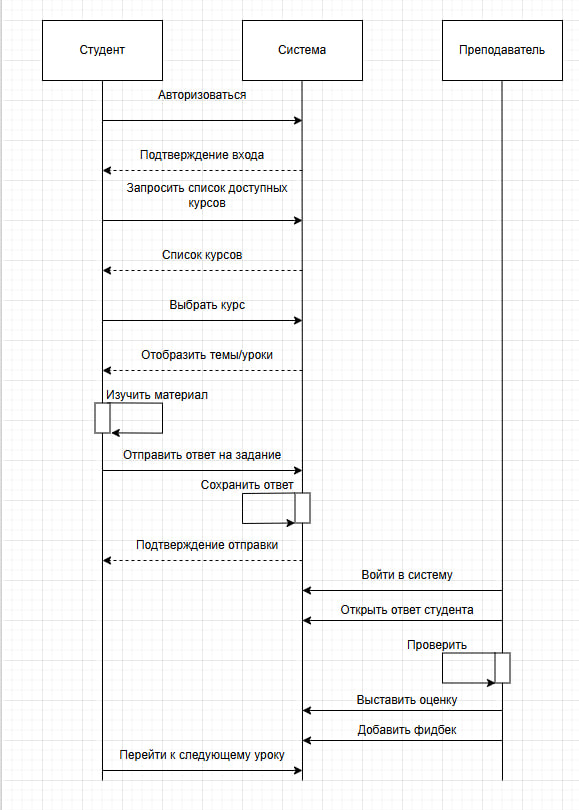 Студент
Система
Преподаватель
Авторизоваться
Подтверждение входа
Запросить список доступных
курсов
Список курсов
Выбрать курс
Отобразить темы/уроки
Изучить материал
Отправить ответ на задание
Сохранить ответ
Подтверждение отправки
Войти в систему
Открыть ответ студента
Проверить
Выставить оценку
Добавить фидбек
Перейти к следующему уроку